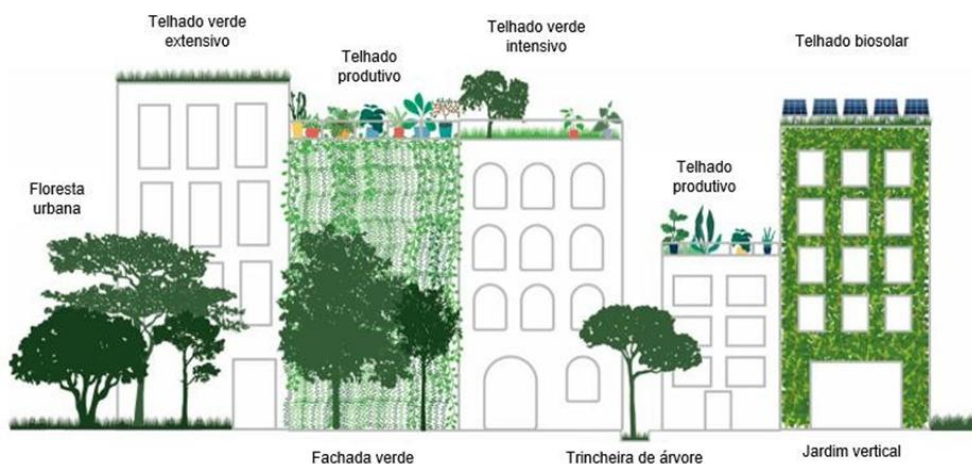 Telhado verde
extensivo
Telhado
produtivo
Telhado verde
intensivo
Telhado biosolar
Telhado
produtivo
Floresta
urbana
Fachada verde
Trincheira de árvore
Jardim vertical